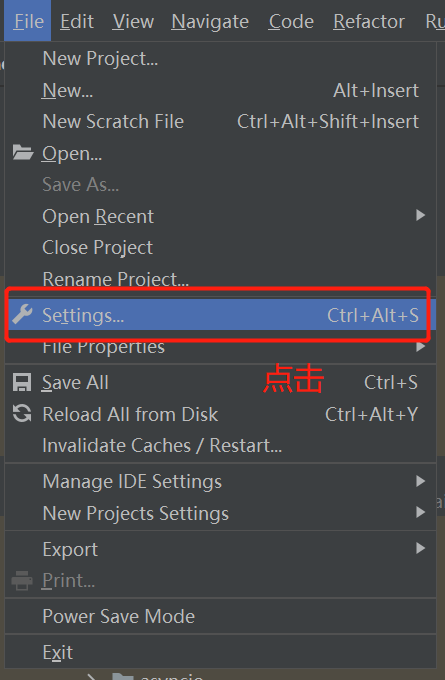 File Edit View Navigate Code Refactor
New Project...
New... Alt+Insert
New Scratch File Ctrl+Alt+Shift+Insert
Open...
Save As...
Open Recent
Close Project
Rename Project...
Settings... Ctrl+Alt+S
File Properties
点击
Save All Ctrl+S
Reload All from Disk Ctrl+Alt+Y
Invalidate Caches / Restart...
Manage IDE Settings
New Projects Settings
Export
Print...
Power Save Mode
Exit
asyncio